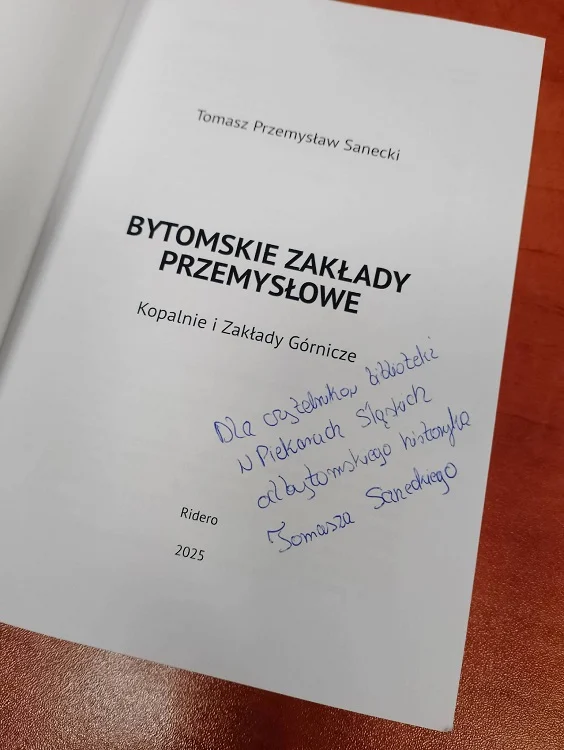 Tomasz Przemysław Sanecki
BYTOMSKIE ZAKŁADY
PRZEMYSŁOWE
Kopalnie i Zakłady Górnicze
Dla czytelników biblioteki
w Piekarach Śląskich
od bytomskiego historyka
Tomasza Saneckiego
Ridero
2025